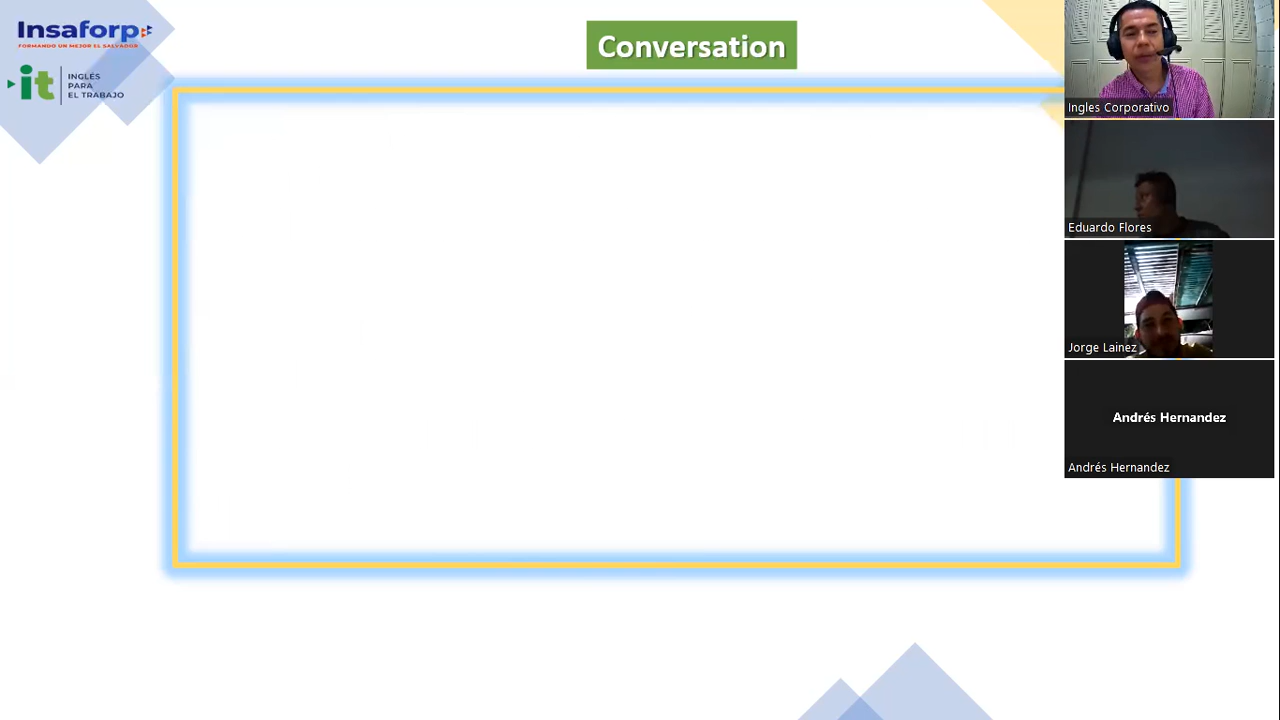 Insaforp
FORMANDO UN MEJOR EL SALVADOR
it
INGLÉS
PARA
EL TRABAJO
Conversation
Ingles Corporativo
Eduardo Flores
Jorge Lainez
Andrés Hernandez
Andrés Hernandez